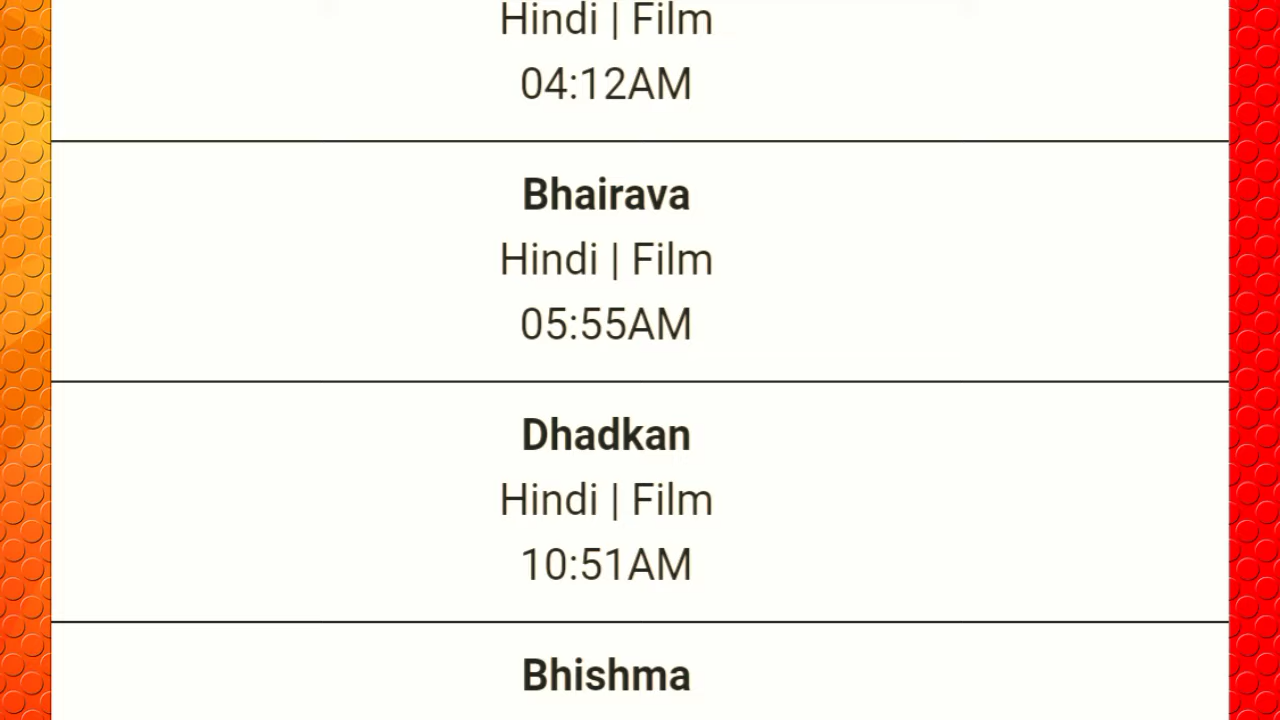 Hindi | Film
04:12AM
Bhairava
Hindi | Film
05:55AM
Dhadkan
Hindi | Film
10:51AM
Bhishma